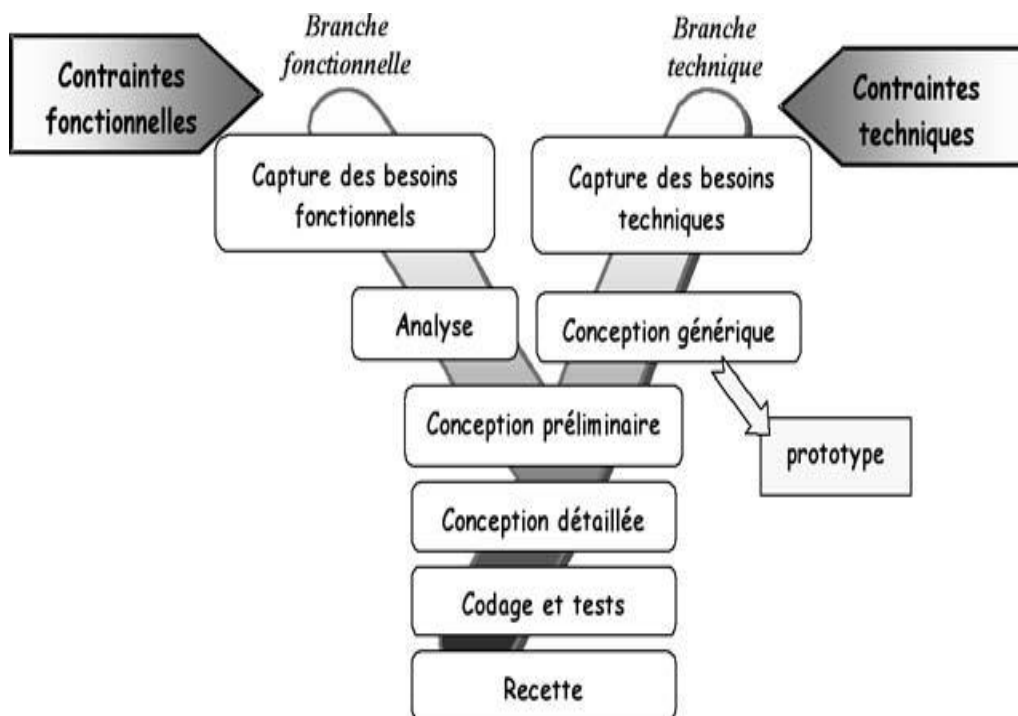 Branche
fonctionnelle
Branche
technique
Contraintes
fonctionnelles
Contraintes
techniques
Capture des besoins
fonctionnels
Capture des besoins
techniques
Analyse
Conception générique
Conception préliminaire
prototype
Conception détaillée
Codage et tests
Recette